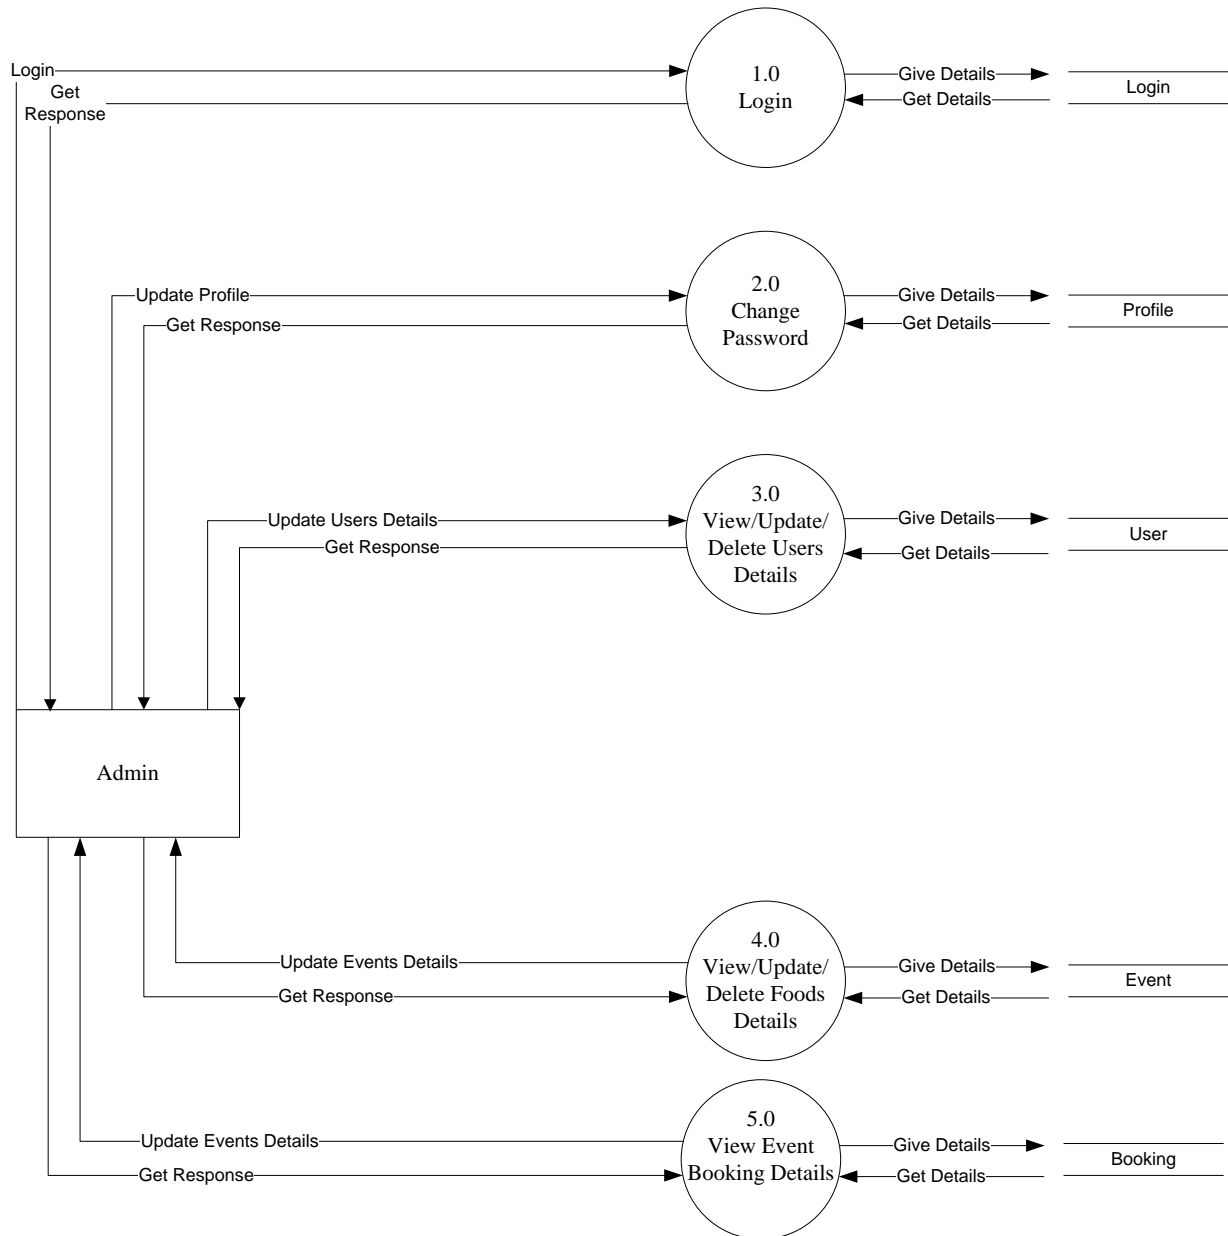 Login
Get
Response
1.0
Login
Give Details
Get Details
Login
Update Profile
Get Response
2.0
Change
Password
Give Details
Get Details
Profile
Update Users Details
Get Response
3.0
View/Update/
Delete Users
Details
Give Details
Get Details
User
Admin
Update Events Details
Get Response
4.0
View/Update/
Delete Foods
Details
Give Details
Get Details
Event
Update Events Details
Get Response
5.0
View Event
Booking Details
Give Details
Get Details
Booking